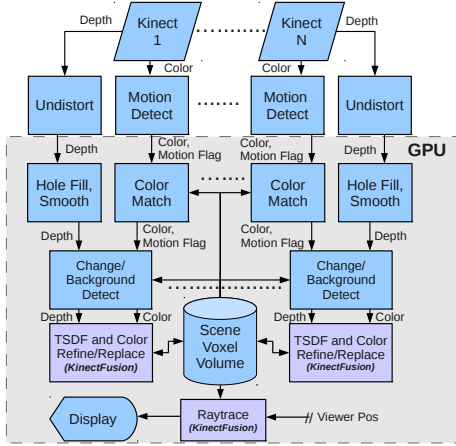 Depth
Kinect
1
Kinect
N
Depth
Color
Color
Undistort
Motion
Detect
Motion
Detect
Undistort
GPU
Depth
Color,
Motion Flag
Color,
Motion Flag
Depth
Hole Fill,
Smooth
Color
Match
Color
Match
Hole Fill,
Smooth
Depth
Color,
Motion Flag
Color,
Motion Flag
Depth
Change/
Background
Detect
Change/
Background
Detect
Depth
Color
Depth
Color
TSDF and Color
Refine/Replace
(KinectFusion)
Scene
Voxel
Volume
TSDF and Color
Refine/Replace
(KinectFusion)
Display
Raytrace
(KinectFusion)
// Viewer Pos